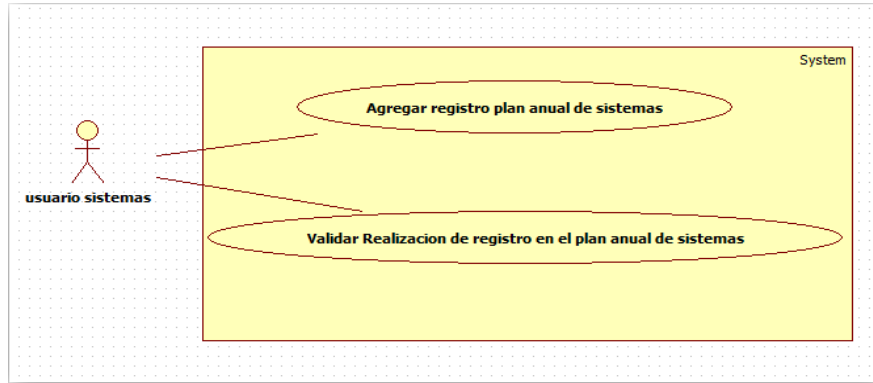 System
Agregar registro plan anual de sistemas
usuario sistemas
Validar Realizacion de registro en el plan anual de sistemas